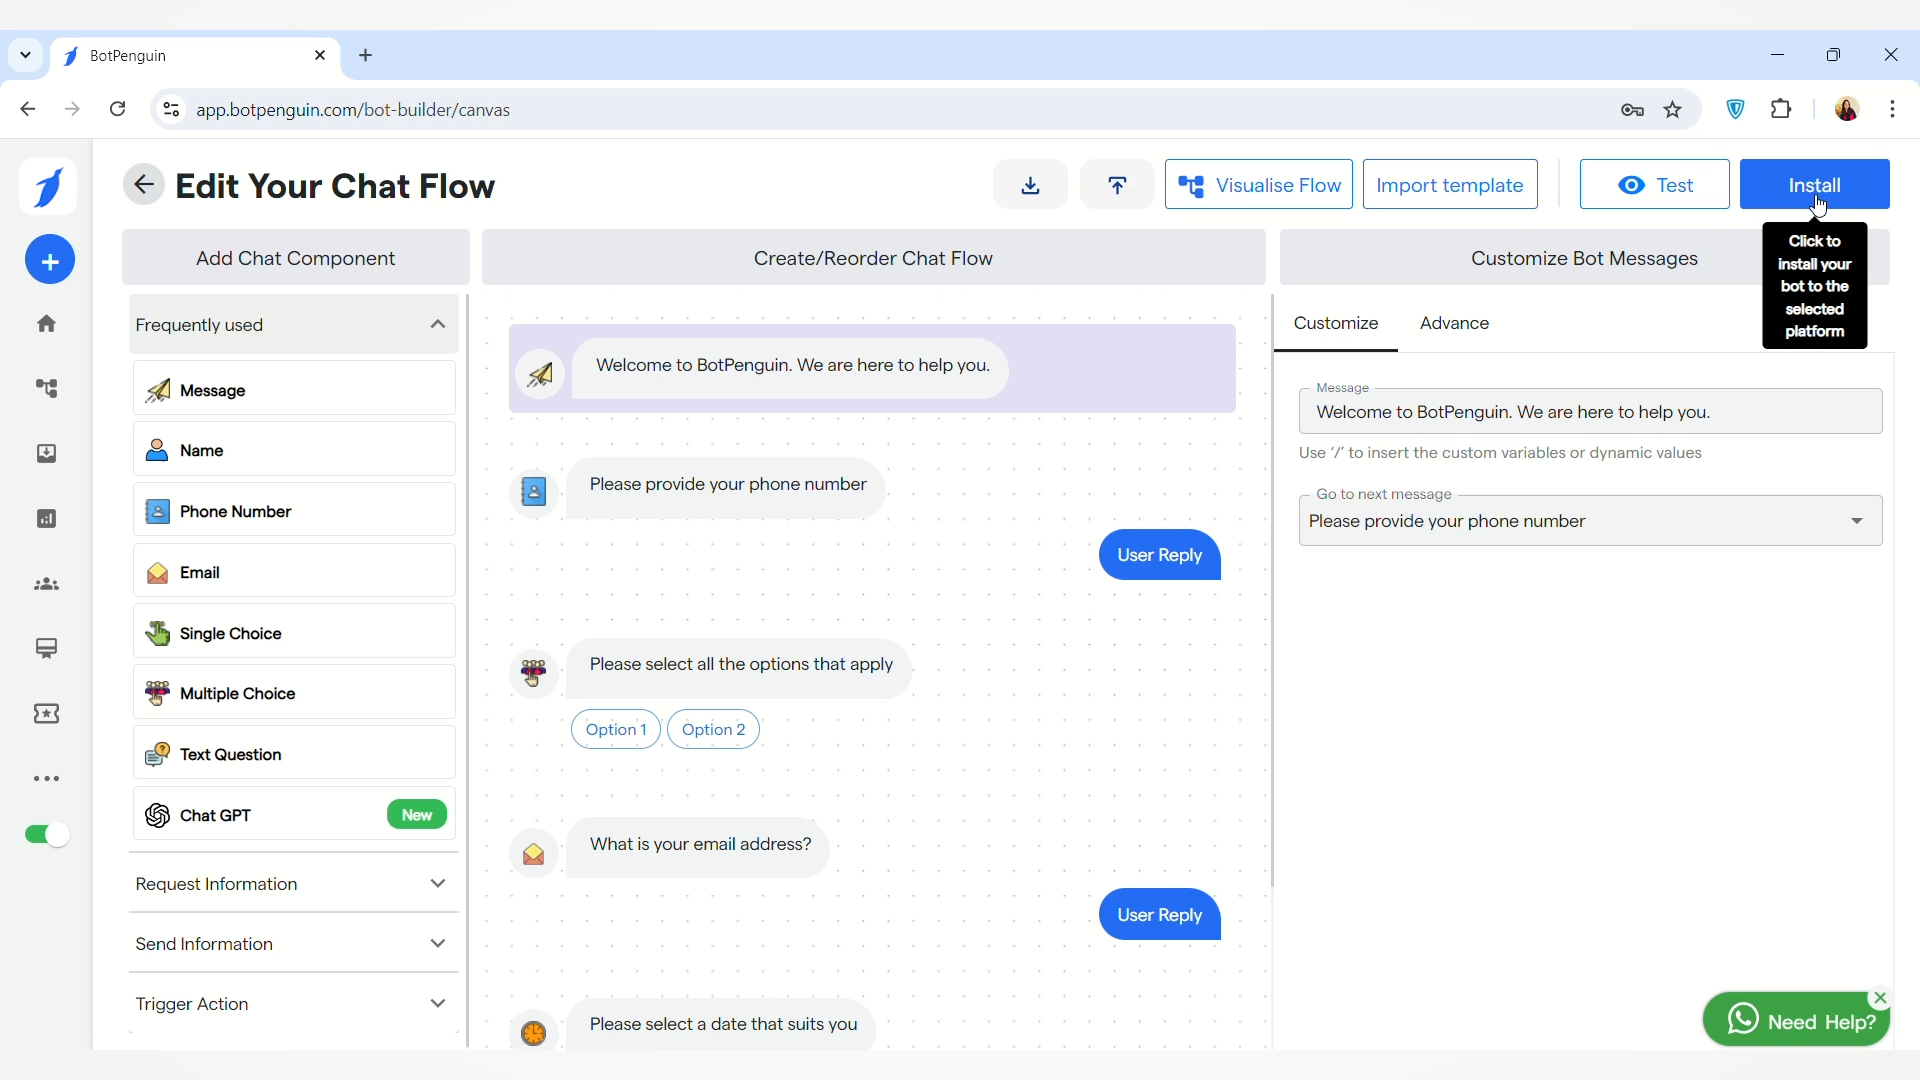 BotPenguin
app.botpenguin.com/bot-builder/canvas
Edit Your Chat Flow
Visualise Flow
Import template
Test
Install
Click to
install your
bot to the
selected
platform
Add Chat Component
Create/Reorder Chat Flow
Customize Bot Messages
Frequently used
Message
Name
Phone Number
Email
Single Choice
Multiple Choice
Text Question
Chat GPT
New
Request Information
Send Information
Trigger Action
Welcome to BotPenguin. We are here to help you.
Please provide your phone number
User Reply
Please select all the options that apply
Option 1
Option 2
What is your email address?
User Reply
Please select a date that suits you
Customize
Advance
Message
Welcome to BotPenguin. We are here to help you.
Use '/' to insert the custom variables or dynamic values
Go to next message
Please provide your phone number
Need Help?